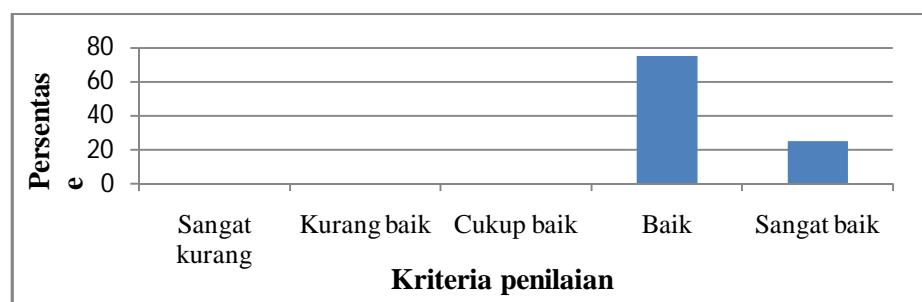 Persentas
e
80
60
40
20
0
Sangat
kurang
Kurang baik
Cukup baik
Baik
Sangat baik
Kriteria penilaian